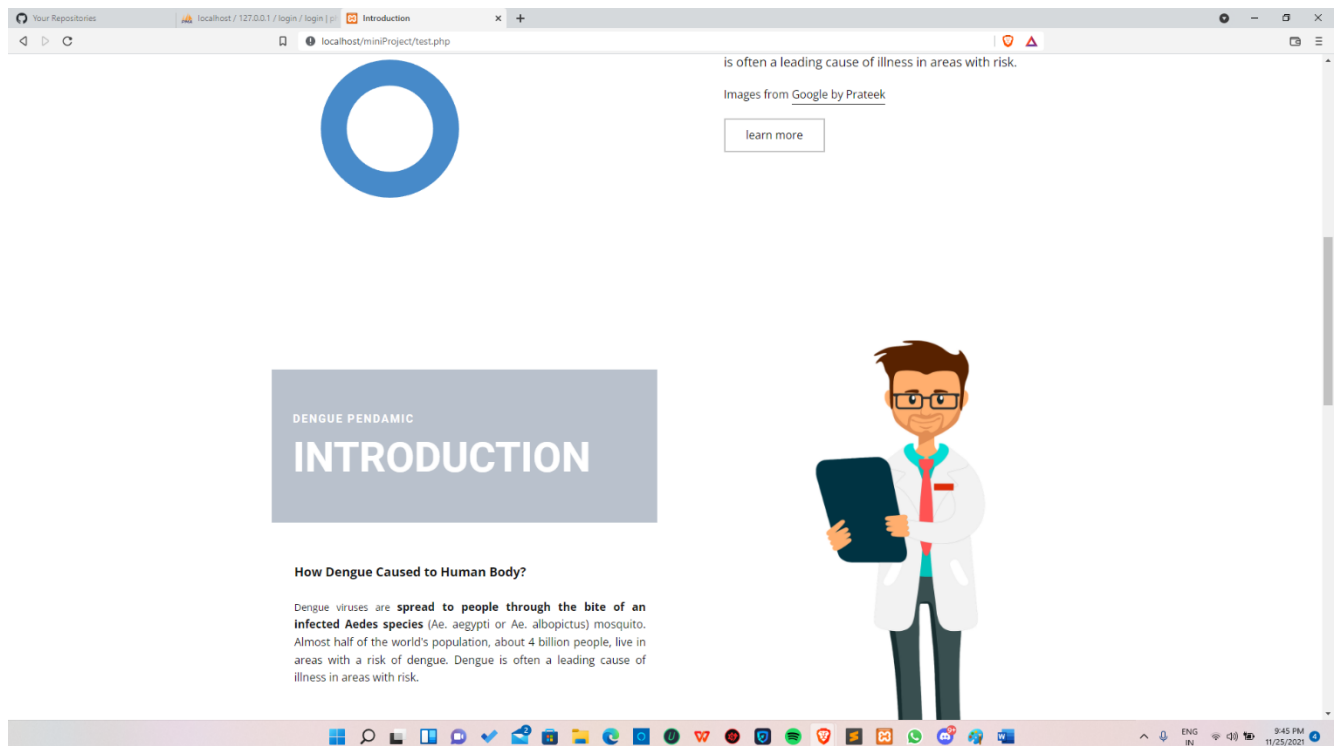 Your Repositories
localhost / 127.0.0.1 / login / login | p
Introduction
localhost/miniProject/test.php
is often a leading cause of illness in areas with risk.
Images from Google by Prateek
learn more
DENGUE PENDAMIC
INTRODUCTION
How Dengue Caused to Human Body?
Dengue viruses are spread to people through the bite of an
infected Aedes species (Ae. aegypti or Ae. albopictus) mosquito.
Almost half of the world's population, about 4 billion people, live in
areas with a risk of dengue. Dengue is often a leading cause of
illness in areas with risk.
ENG
IN
9:45 PM
11/25/2021
4
2